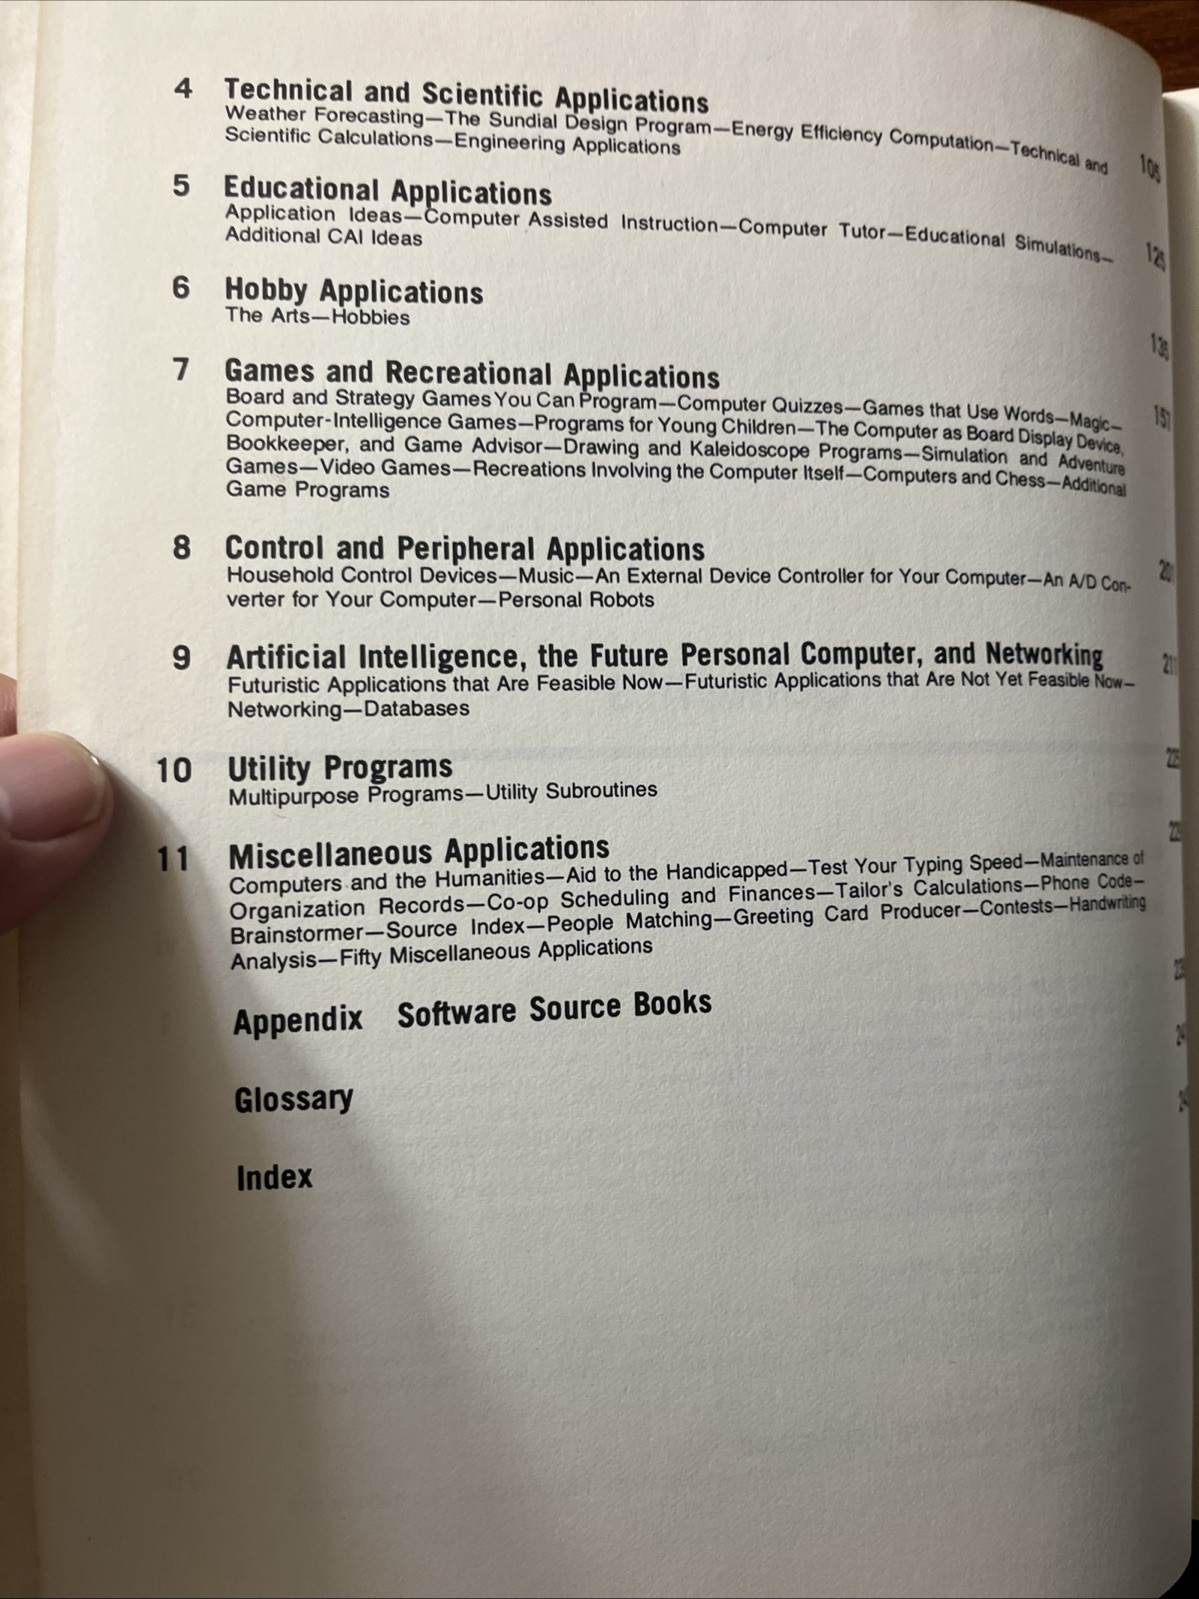 4 Technical and Scientific Applications
Weather Forecasting—The Sundial Design Program—Energy Efficiency Computation—Technical and 105
Scientific Calculations—Engineering Applications
5 Educational Applications
Application Ideas—Computer Assisted Instruction—Computer Tutor—Educational Simulations— 125
Additional CAI Ideas
6 Hobby Applications
The Arts—Hobbies
7 Games and Recreational Applications
Board and Strategy Games You Can Program—Computer Quizzes—Games that Use Words—Magic— 157
Computer-Intelligence Games—Programs for Young Children—The Computer as Board Display Device,
Bookkeeper, and Game Advisor—Drawing and Kaleidoscope Programs—Simulation and Adventure
Games—Video Games—Recreations Involving the Computer Itself—Computers and Chess—Additional
Game Programs
8 Control and Peripheral Applications
Household Control Devices—Music—An External Device Controller for Your Computer—An A/D Con-
verter for Your Computer—Personal Robots
9 Artificial Intelligence, the Future Personal Computer, and Networking
Futuristic Applications that Are Feasible Now—Futuristic Applications that Are Not Yet Feasible Now—
Networking—Databases
10 Utility Programs
Multipurpose Programs—Utility Subroutines
11 Miscellaneous Applications
Computers and the Humanities—Aid to the Handicapped—Test Your Typing Speed—Maintenance of
Organization Records—Co-op Scheduling and Finances—Tailor's Calculations—Phone Code—
Brainstormer—Source Index—People Matching—Greeting Card Producer—Contests—Handwriting
Analysis—Fifty Miscellaneous Applications
Appendix Software Source Books
Glossary
Index